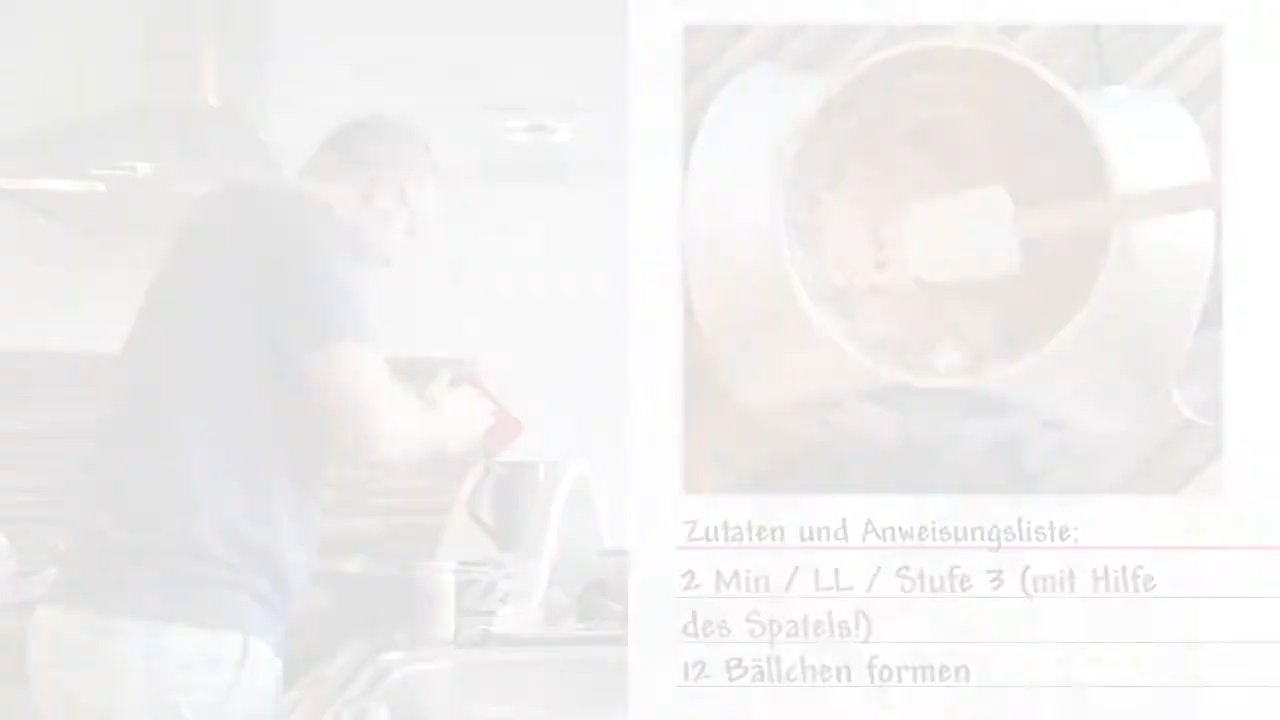 Zutaten und Anweisungsliste:
2 Min / LL / Stufe 3 (mit Hilfe
des Spatels!)
12 Bällchen formen